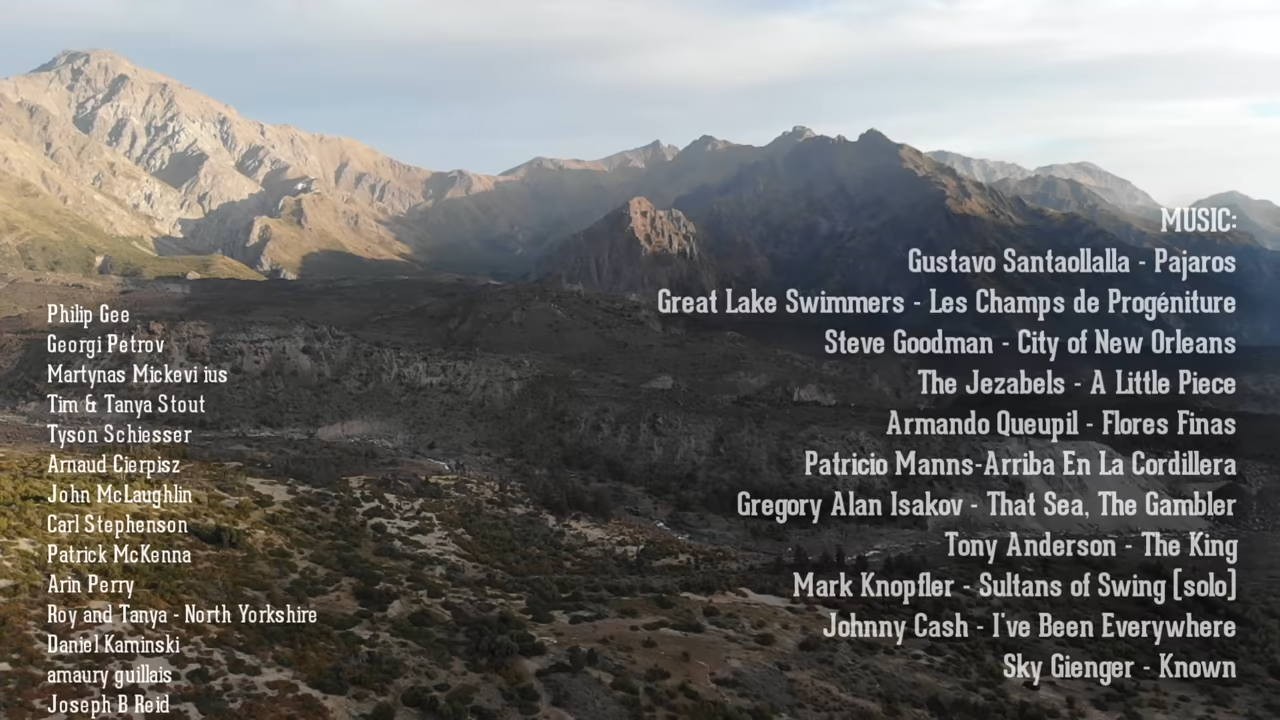 Philip Gee
Georgi Petrov
Martynas Mickevi ius
Tim & Tanya Stout
Tyson Schiesser
Arnaud Cierpisz
John McLaughlin
Carl Stephenson
Patrick McKenna
Arin Perry
Roy and Tanya - North Yorkshire
Daniel Kaminski
amaury guillais
Joseph B Reid
MUSIC:
Gustavo Santaollalla - Pajaros
Great Lake Swimmers - Les Champs de Progéniture
Steve Goodman - City of New Orleans
The Jezabels - A Little Piece
Armando Queupil - Flores Finas
Patricio Manns-Arriba En La Cordillera
Gregory Alan Isakov - That Sea, The Gambler
Tony Anderson - The King
Mark Knopfler - Sultans of Swing (solo)
Johnny Cash - I've Been Everywhere
Sky Gienger - Known